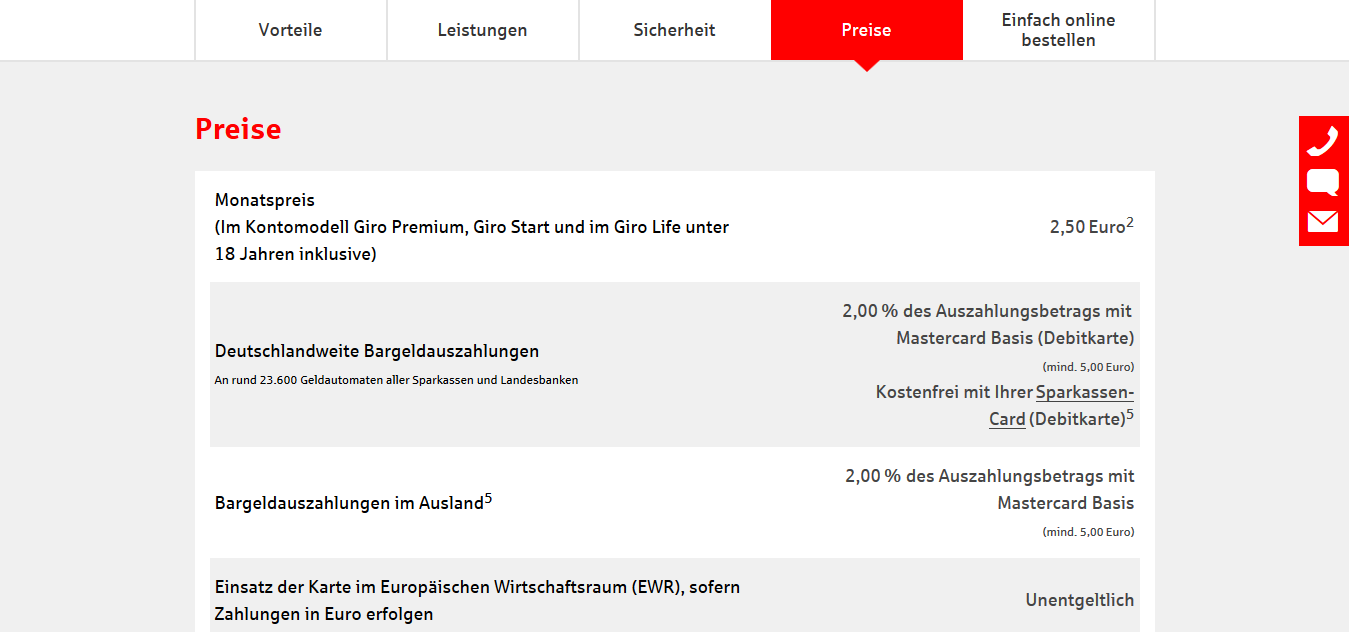 Vorteile
Leistungen
Sicherheit
Preise
Einfach online
bestellen
Preise
Monatspreis
(Im Kontomodell Giro Premium, Giro Start und im Giro Life unter
18 Jahren inklusive)
2,50 Euro²
Deutschlandweite Bargeldauszahlungen
An rund 23.600 Geldautomaten aller Sparkassen und Landesbanken
2,00 % des Auszahlungsbetrags mit
Mastercard Basis (Debitkarte)
(mind. 5,00 Euro)
Kostenfrei mit Ihrer Sparkassen-
Card (Debitkarte)⁵
Bargeldauszahlungen im Ausland⁵
2,00 % des Auszahlungsbetrags mit
Mastercard Basis
(mind. 5,00 Euro)
Einsatz der Karte im Europäischen Wirtschaftsraum (EWR), sofern
Zahlungen in Euro erfolgen
Unentgeltlich